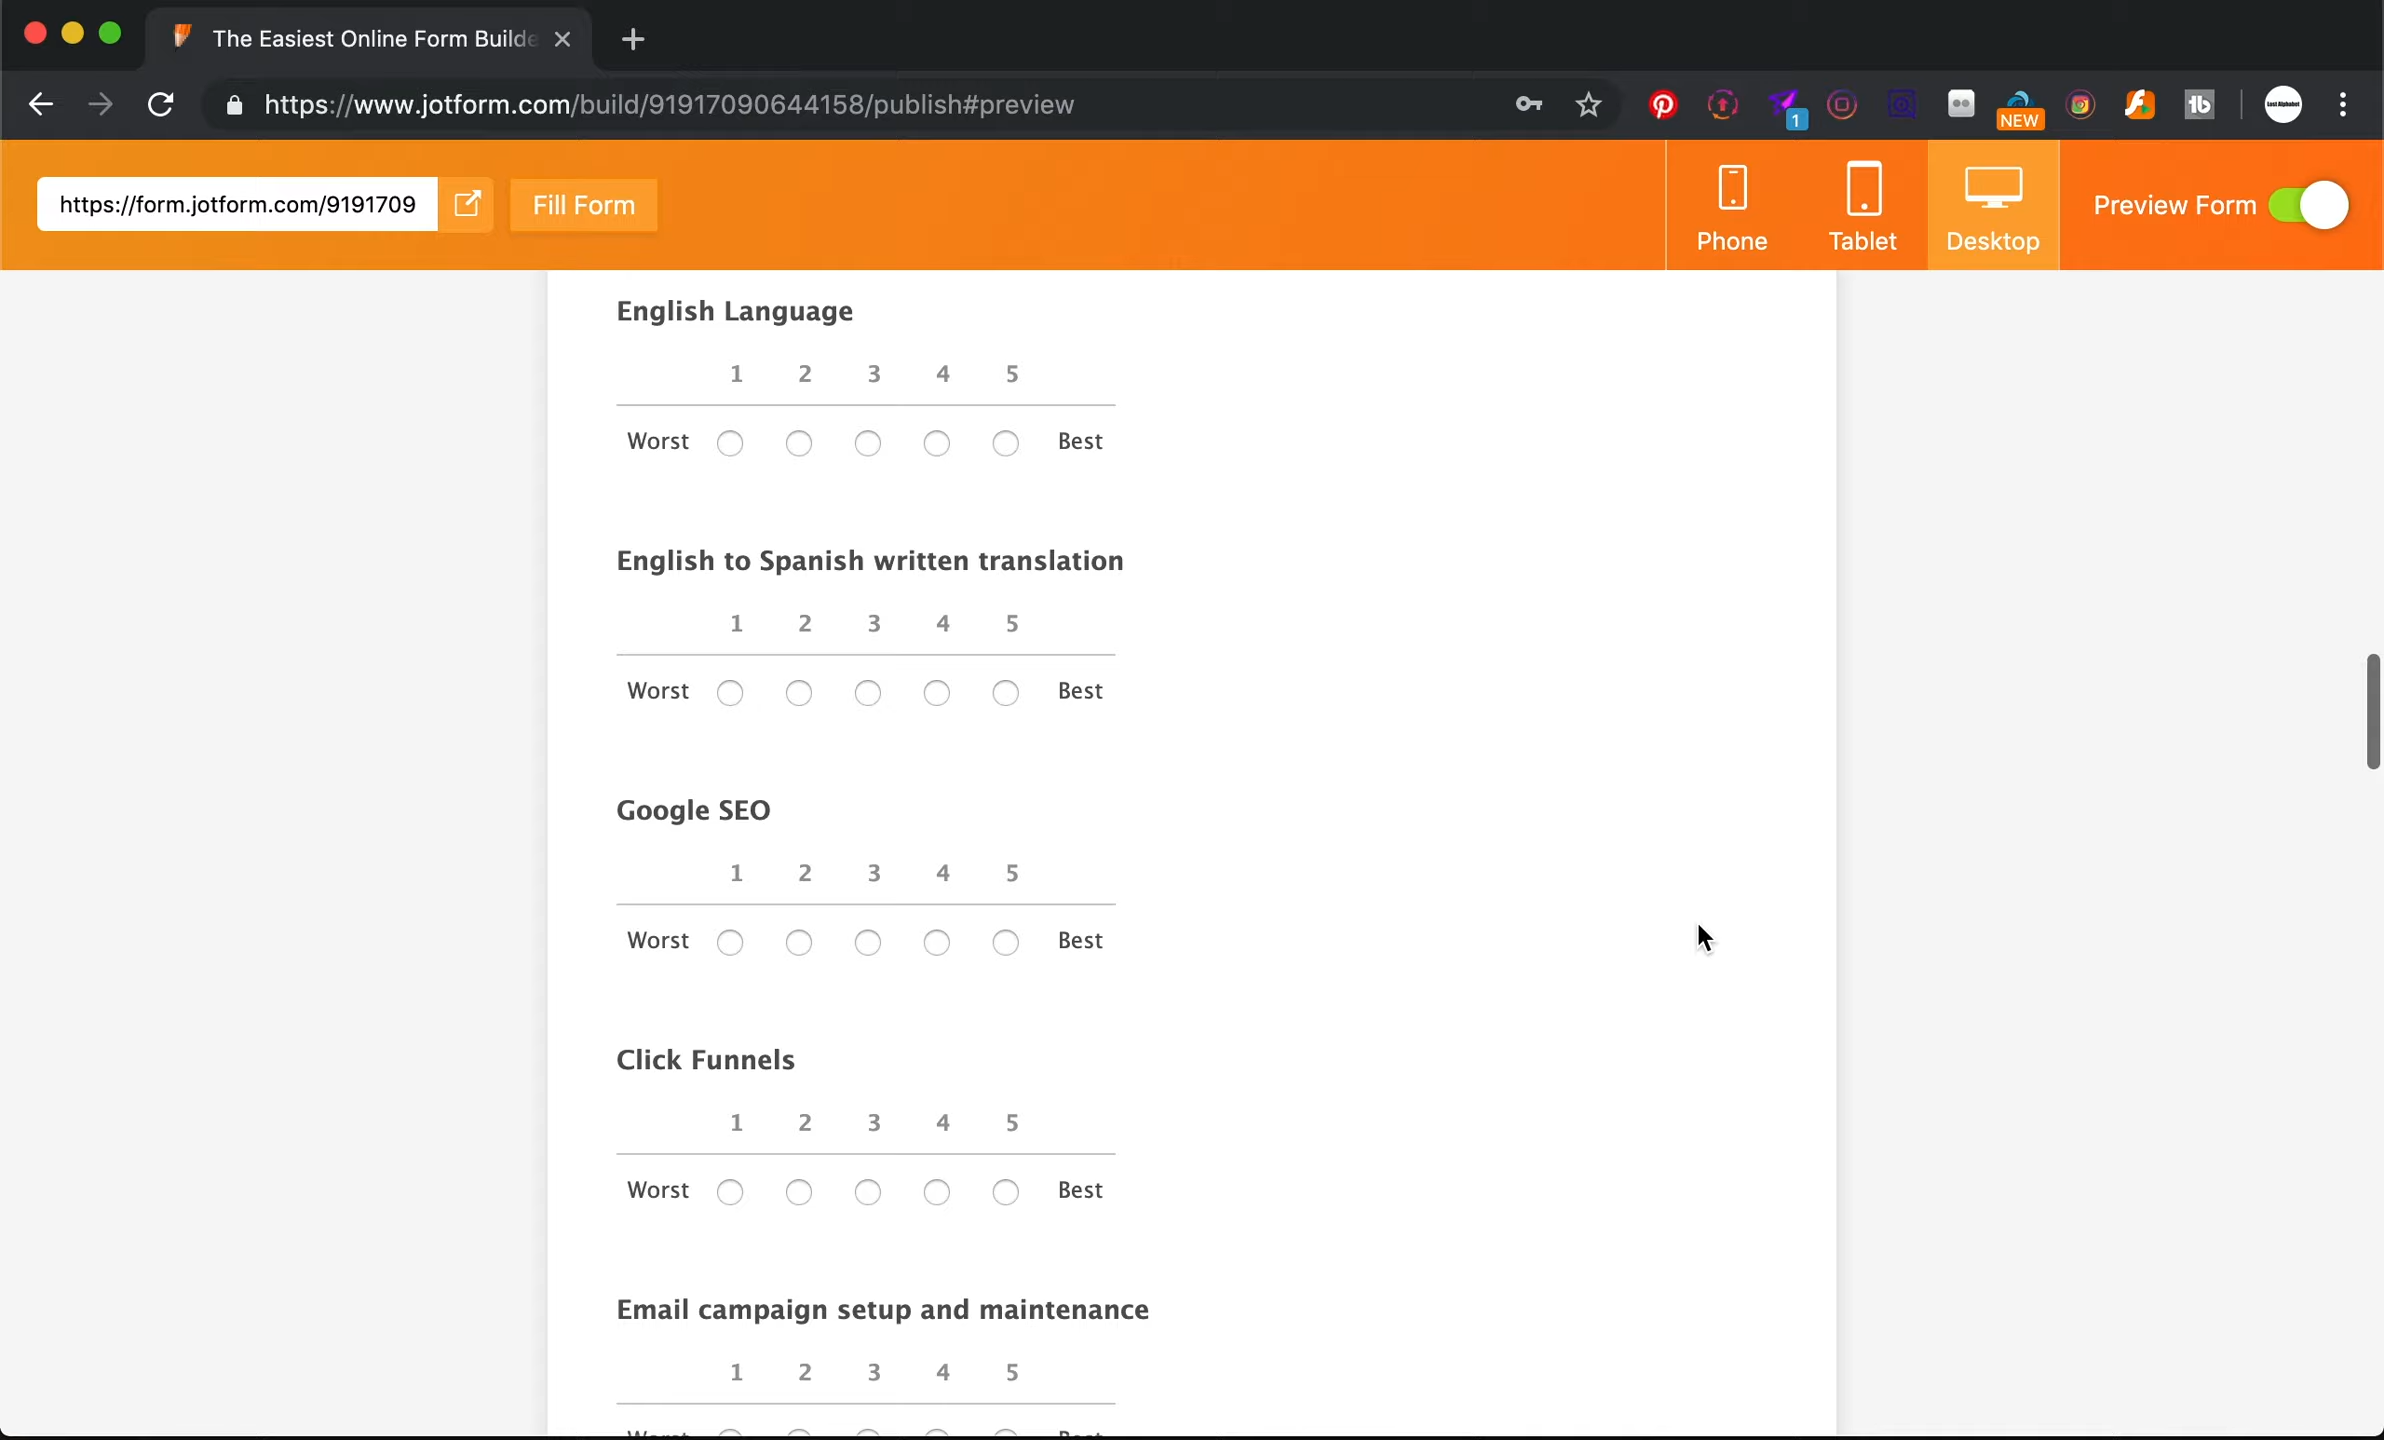 The Easiest Online Form Builde
https://www.jotform.com/build/91917090644158/publish#preview
1
NEW
https://form.jotform.com/9191709
Fill Form
Phone
Tablet
Desktop
Preview Form
English Language
1 2 3 4 5
Worst Best
English to Spanish written translation
1 2 3 4 5
Worst Best
Google SEO
1 2 3 4 5
Worst Best
Click Funnels
1 2 3 4 5
Worst Best
Email campaign setup and maintenance
1 2 3 4 5
Worst Best